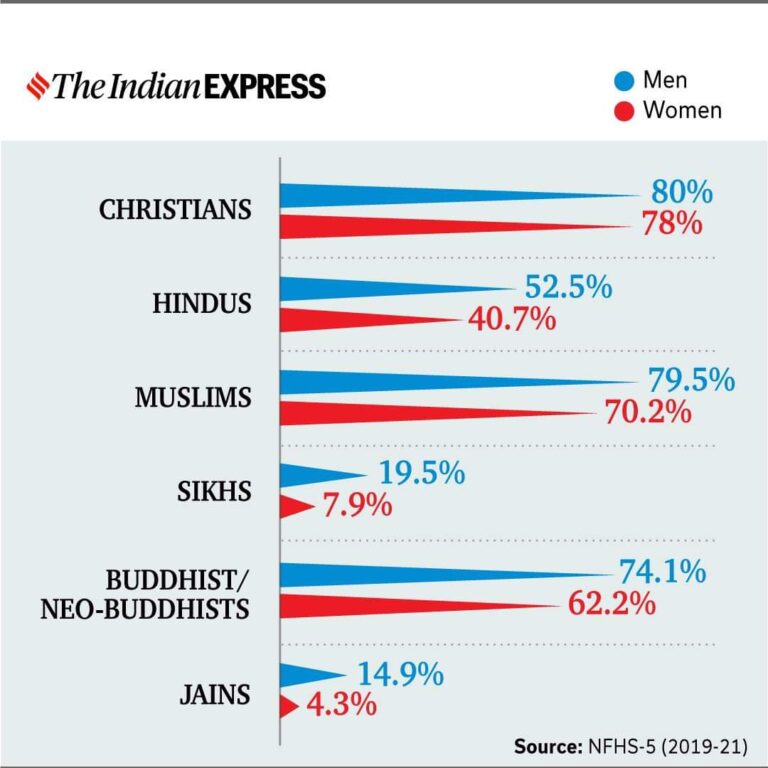 The Indian EXPRESS
Men
Women
CHRISTIANS
80%
78%
HINDUS
52.5%
40.7%
MUSLIMS
79.5%
70.2%
SIKHS
19.5%
7.9%
BUDDHIST/
NEO-BUDDHISTS
74.1%
62.2%
JAINS
14.9%
4.3%
Source: NFHS-5 (2019-21)